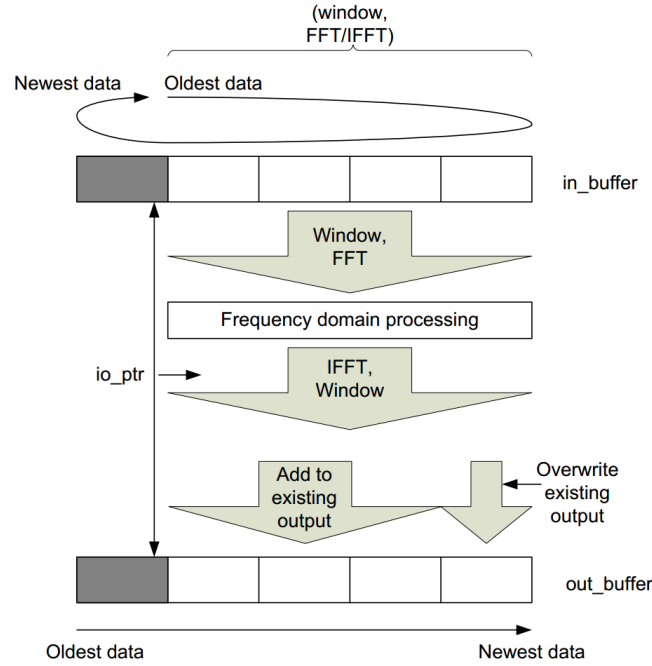 (window,
FFT/IFFT)
Newest data
Oldest data
in_buffer
Window,
FFT
Frequency domain processing
io_ptr
IFFT,
Window
Add to
existing
output
Overwrite
existing
output
out_buffer
Oldest data
Newest data